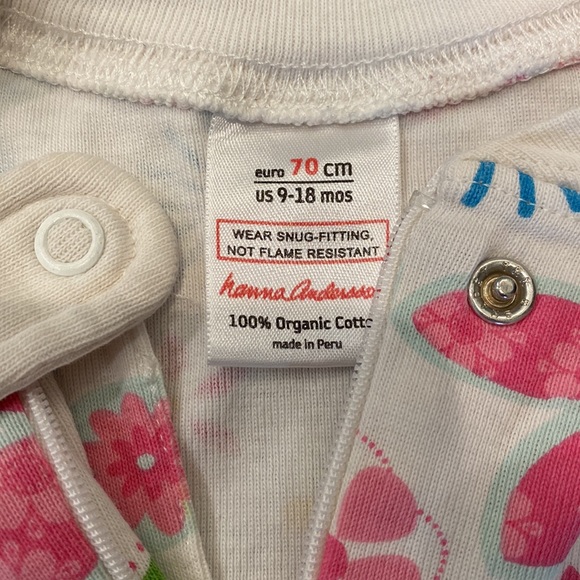 euro 70 cm
us 9-18 mos
WEAR SNUG-FITTING,
NOT FLAME RESISTANT
hanna andersso
100% Organic Cotto
made in Peru